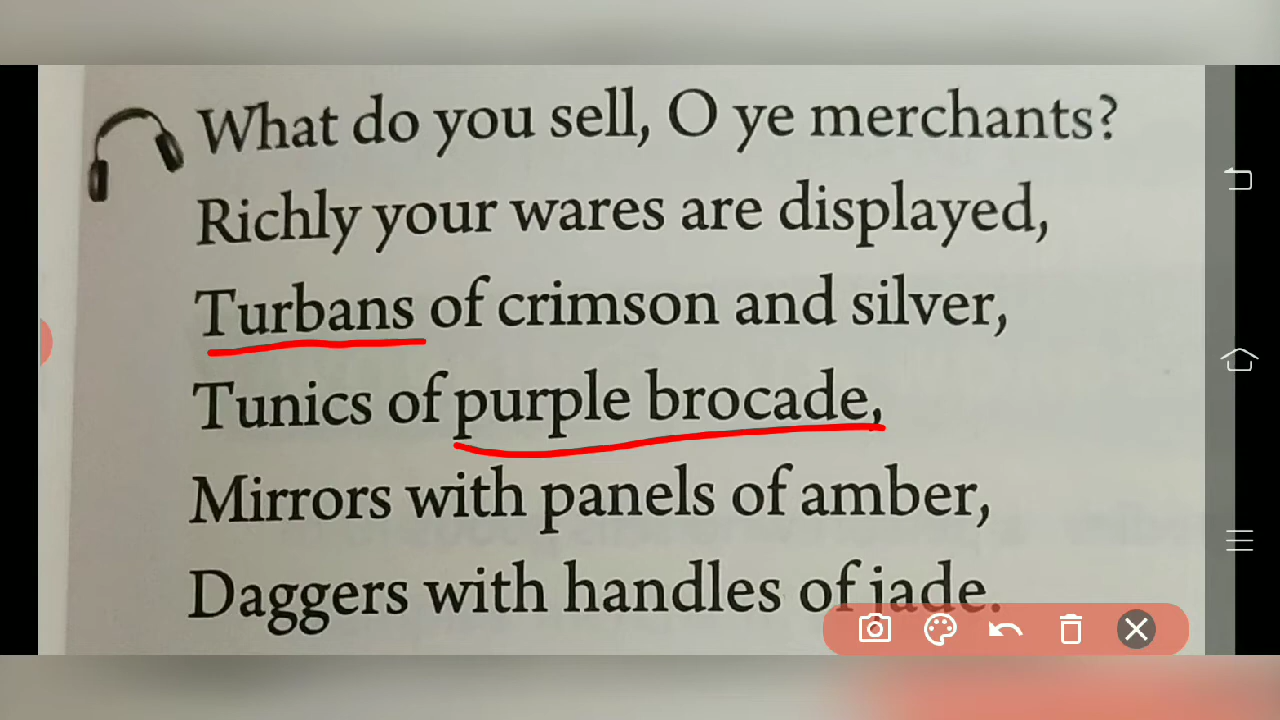 What do you sell, O ye merchants?
Richly your wares are displayed,
Turbans of crimson and silver,
Tunics of purple brocade,
Mirrors with panels of amber,
Daggers with handles of jade.